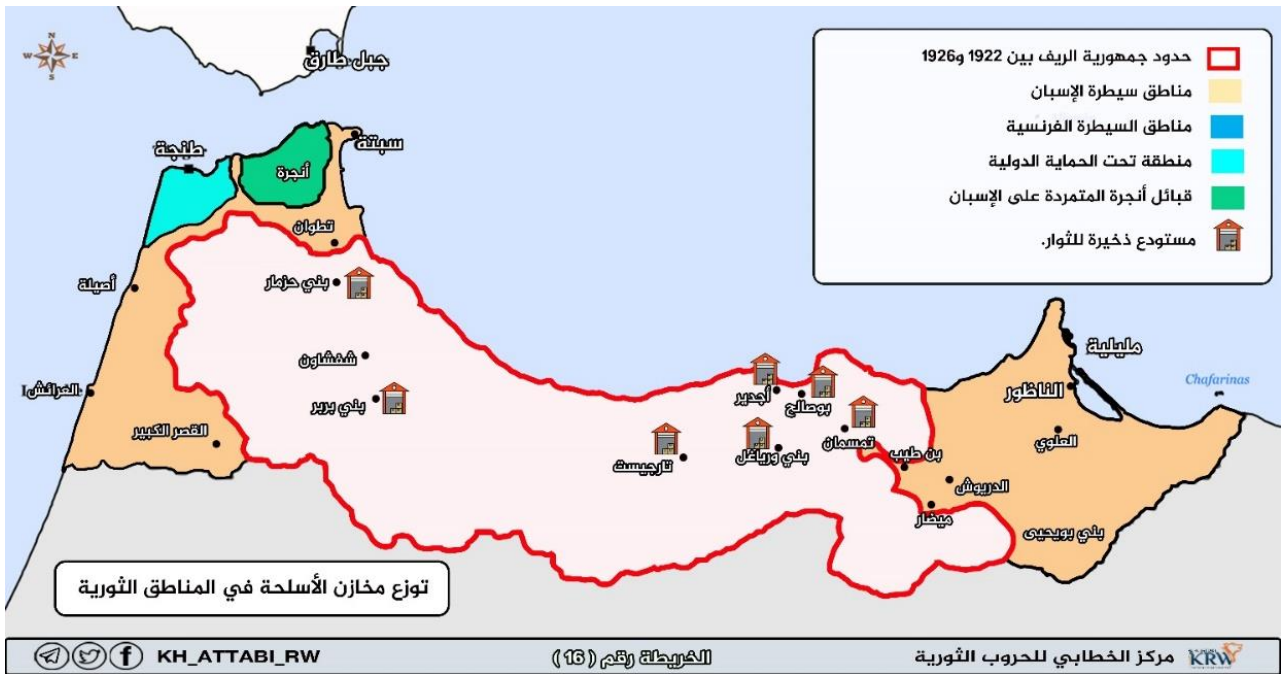 N
W
E
S
جبل طارق
حدود جمهورية الريف بين 1922 و1926
مناطق سيطرة الإسبان
مناطق السيطرة الفرنسية
منطقة تحت الحماية الدولية
قبائل أنجرة المتمردة على الإسبان
مستودع ذخيرة للثوار.
سبتة
طنجة
أنجرة
تطوان
أصيلة
بني حزمار
شفشاون
مليلية
Chafarinas
الناظور
العرائش
بني برير
أجدير
بوصالح
القصر الكبير
تمسمان
العلوي
تارجيست
بني ورياغل
بن طيب
الدريوش
ميضار
بني بويحيى
توزع مخازن الأسلحة في المناطق الثورية
KH_ATTABI_RW
الخريطة رقم (16)
مركز الخطابي للحروب الثورية
KRW